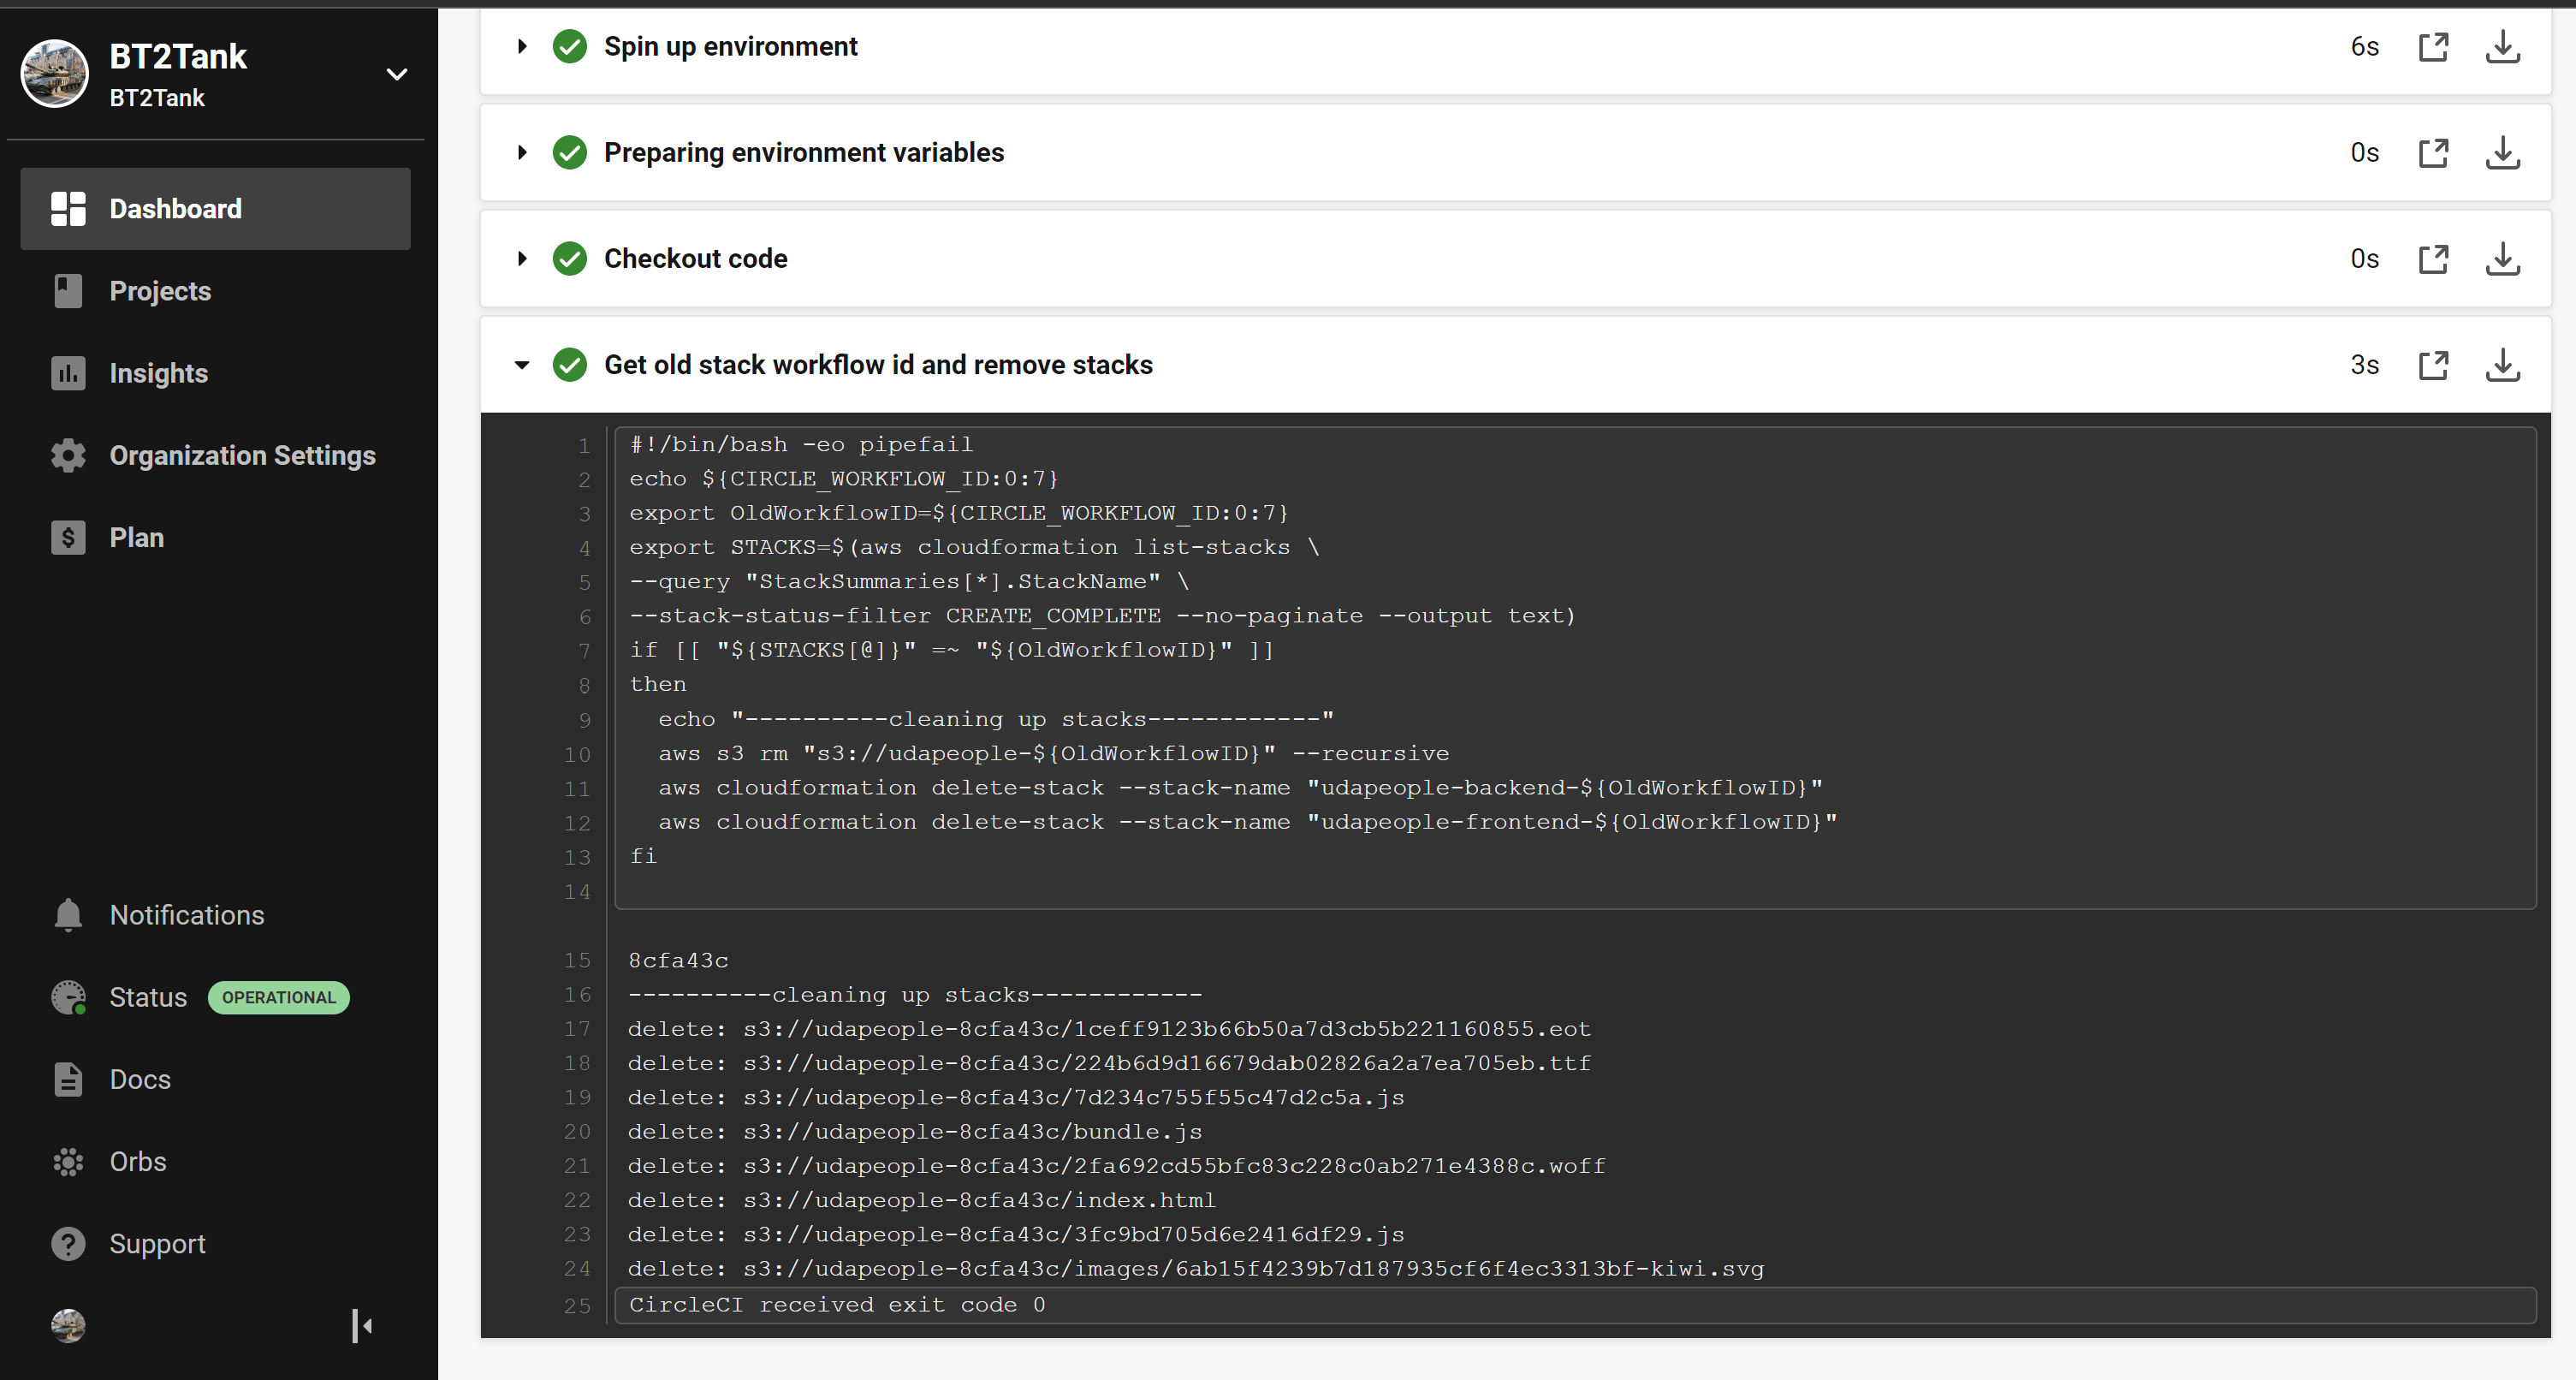 BT2Tank
BT2Tank
Dashboard
Projects
Insights
Organization Settings
Plan
Notifications
Status OPERATIONAL
Docs
Orbs
Support
Spin up environment 6s
Preparing environment variables 0s
Checkout code 0s
Get old stack workflow id and remove stacks 3s
1 #!/bin/bash -eo pipefail
2 echo ${CIRCLE_WORKFLOW_ID:0:7}
3 export OldWorkflowID=${CIRCLE_WORKFLOW_ID:0:7}
4 export STACKS=$(aws cloudformation list-stacks \
5 --query "StackSummaries[*].StackName" \
6 --stack-status-filter CREATE_COMPLETE --no-paginate --output text)
7 if [[ "${STACKS[@]}" =~ "${OldWorkflowID}" ]]
8 then
9 echo "----------cleaning up stacks------------"
10 aws s3 rm "s3://udapeople-${OldWorkflowID}" --recursive
11 aws cloudformation delete-stack --stack-name "udapeople-backend-${OldWorkflowID}"
12 aws cloudformation delete-stack --stack-name "udapeople-frontend-${OldWorkflowID}"
13 fi
14
15 8cfa43c
16 ----------cleaning up stacks------------
17 delete: s3://udapeople-8cfa43c/1ceff9123b66b50a7d3cb5b221160855.eot
18 delete: s3://udapeople-8cfa43c/224b6d9d16679dab02826a2a7ea705eb.ttf
19 delete: s3://udapeople-8cfa43c/7d234c755f55c47d2c5a.js
20 delete: s3://udapeople-8cfa43c/bundle.js
21 delete: s3://udapeople-8cfa43c/2fa692cd55bfc83c228c0ab271e4388c.woff
22 delete: s3://udapeople-8cfa43c/index.html
23 delete: s3://udapeople-8cfa43c/3fc9bd705d6e2416df29.js
24 delete: s3://udapeople-8cfa43c/images/6ab15f4239b7d187935cf6f4ec3313bf-kiwi.svg
25 CircleCI received exit code 0